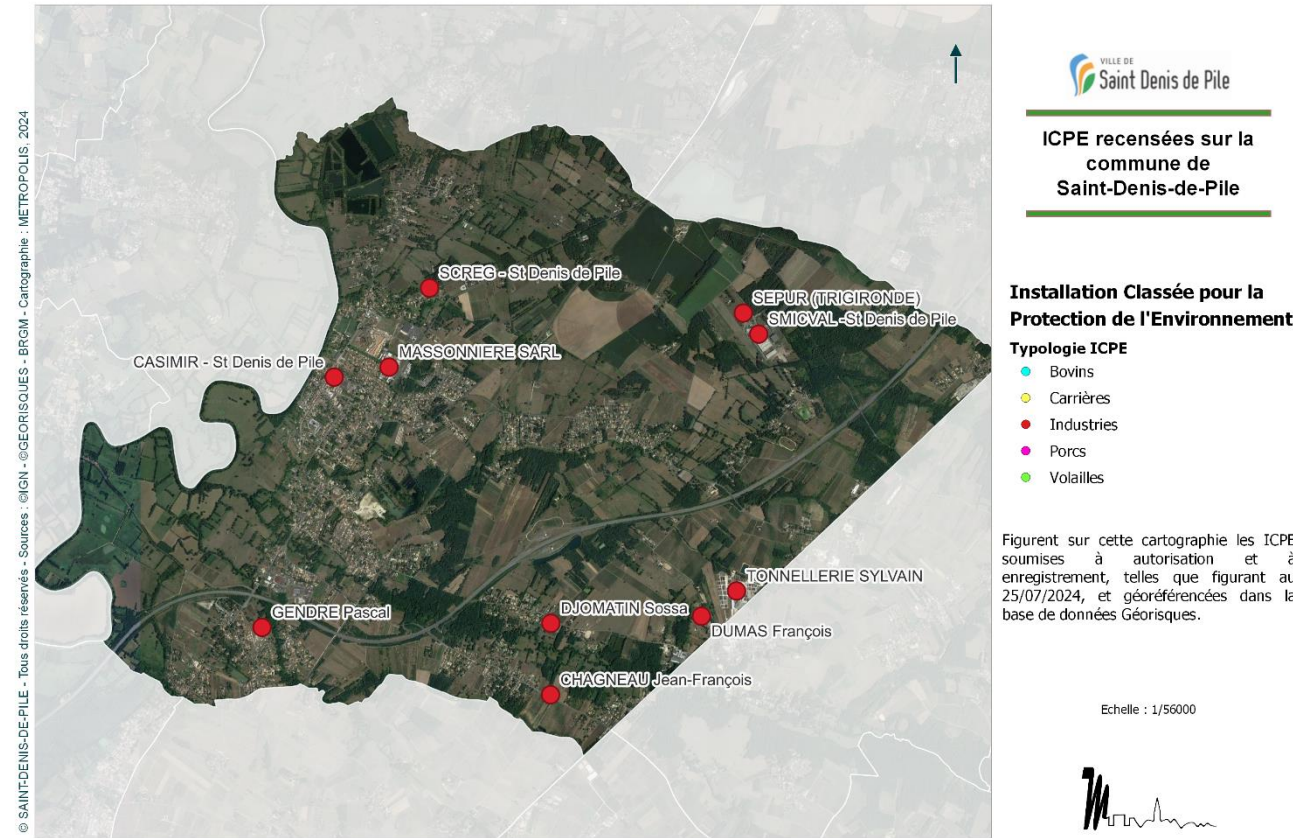 © SAINT-DENIS-DE-PILE - Tous droits réservés - Sources : ©IGN - ©GEORISQUES - BRGM - Cartographie : METROPOLIS, 2024
SCREG - St Denis de Pile
SEPUR (TRIGIRONDE)
SMICVAL -St Denis de Pile
MASSONNIERE SARL
CASIMIR - St Denis de Pile
TONNELLERIE SYLVAIN
GENDRE Pascal
DJOMATIN Sossa
DUMAS François
CHAGNEAU Jean-François
VILLE DE
Saint Denis de Pile
ICPE recensées sur la
commune de
Saint-Denis-de-Pile
Installation Classée pour la
Protection de l'Environnement
Typologie ICPE
Bovins
Carrières
Industries
Porcs
Volailles
Figurent sur cette cartographie les ICPE
soumises à autorisation et à
enregistrement, telles que figurant au
25/07/2024, et géoréférencées dans la
base de données Géorisques.
Echelle : 1/56000